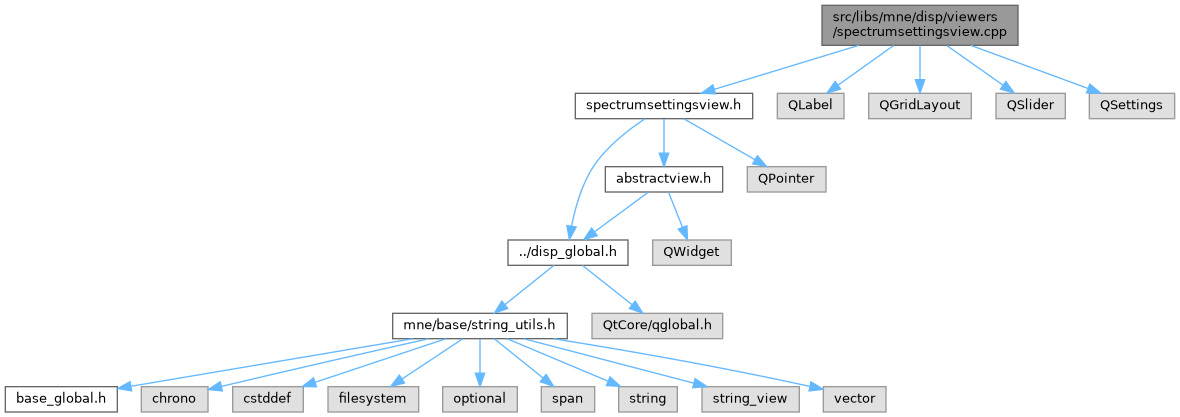 src/libs/mne/disp/viewers
/spectrumsettingsview.cpp
spectrumsettingsview.h
QLabel
QGridLayout
QSlider
QSettings
abstractview.h
QPointer
../disp_global.h
QWidget
mne/base/string_utils.h
QtCore/qglobal.h
base_global.h
chrono
cstddef
filesystem
optional
span
string
string_view
vector